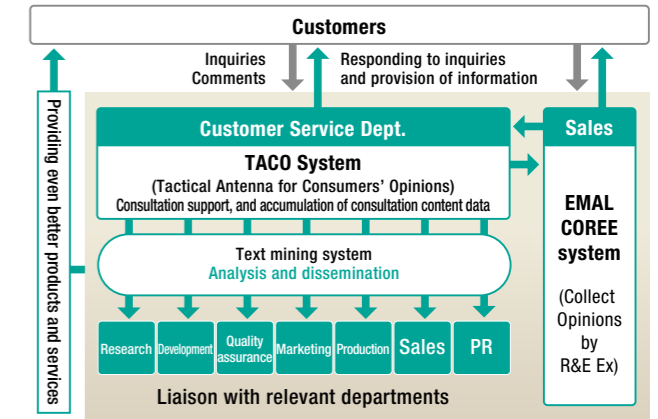 Customers
Inquiries
Comments
Responding to inquiries
and provision of information
Providing even better products and services
Customer Service Dept.
TACO System
(Tactical Antenna for Consumers' Opinions)
Consultation support, and accumulation of consultation content data
Sales
EMAL
COREE
system
(Collect
Opinions
by
R&E Ex)
Text mining system
Analysis and dissemination
Research
Development
Quality
assurance
Marketing
Production
Sales
PR
Liaison with relevant departments